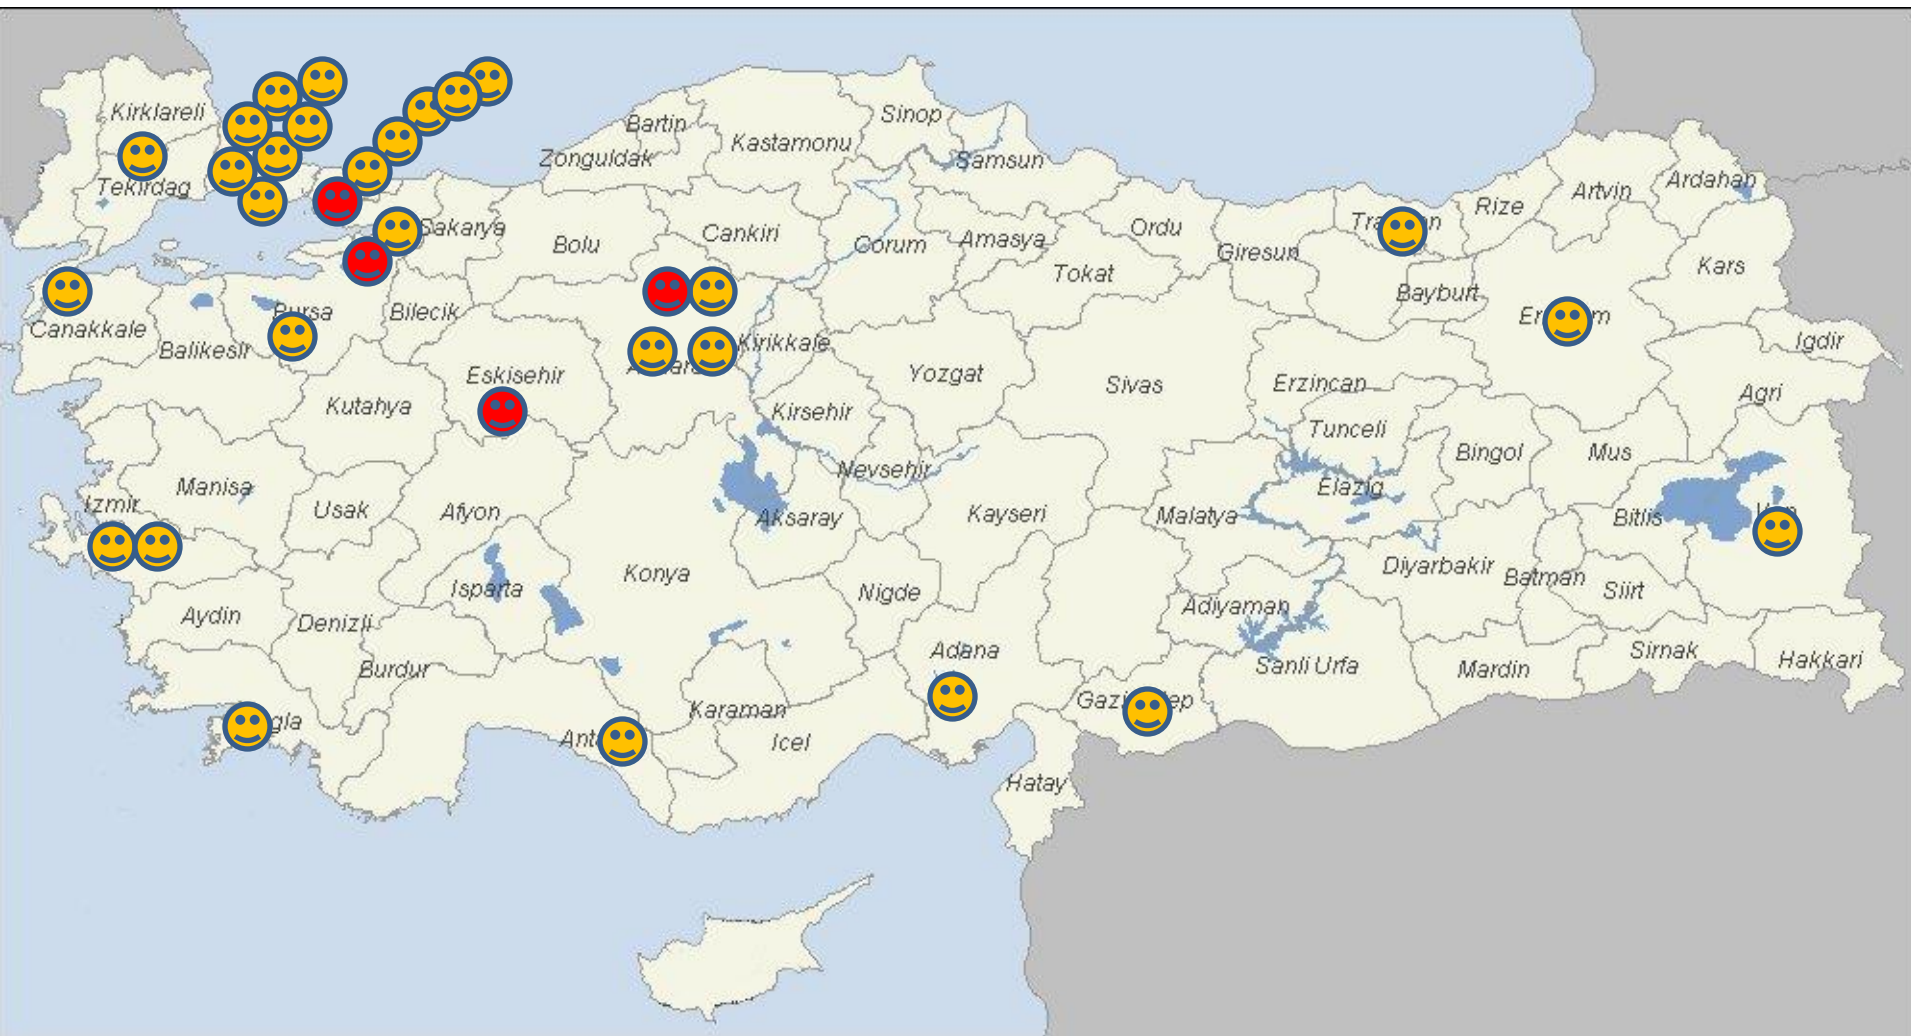 Kirklareli
Tekirdag
Bartin
Zonguldak
Kastamonu
Sinop
Samsun
Sakarya
Bolu
Cankiri
Corum
Amasya
Ordu
Giresun
Rize
Artvin
Ardahan
Tokat
Bayburt
Kars
Igdir
Canakkale
Balikesir
Bursa
Bilecik
Eskisehir
Kirikkale
Yozgat
Sivas
Erzincan
Agri
Kutahya
Kirsehir
Tunceli
Bingol
Mus
Izmir
Manisa
Usak
Afyon
Nevsehir
Aksaray
Kayseri
Malatya
Elazig
Bitlis
Konya
Isparta
Nigde
Diyarbakir
Batman
Siirt
Aydin
Denizli
Adiyaman
Burdur
Adana
Sanli Urfa
Mardin
Sirnak
Hakkari
Karaman
Icel
Hatay